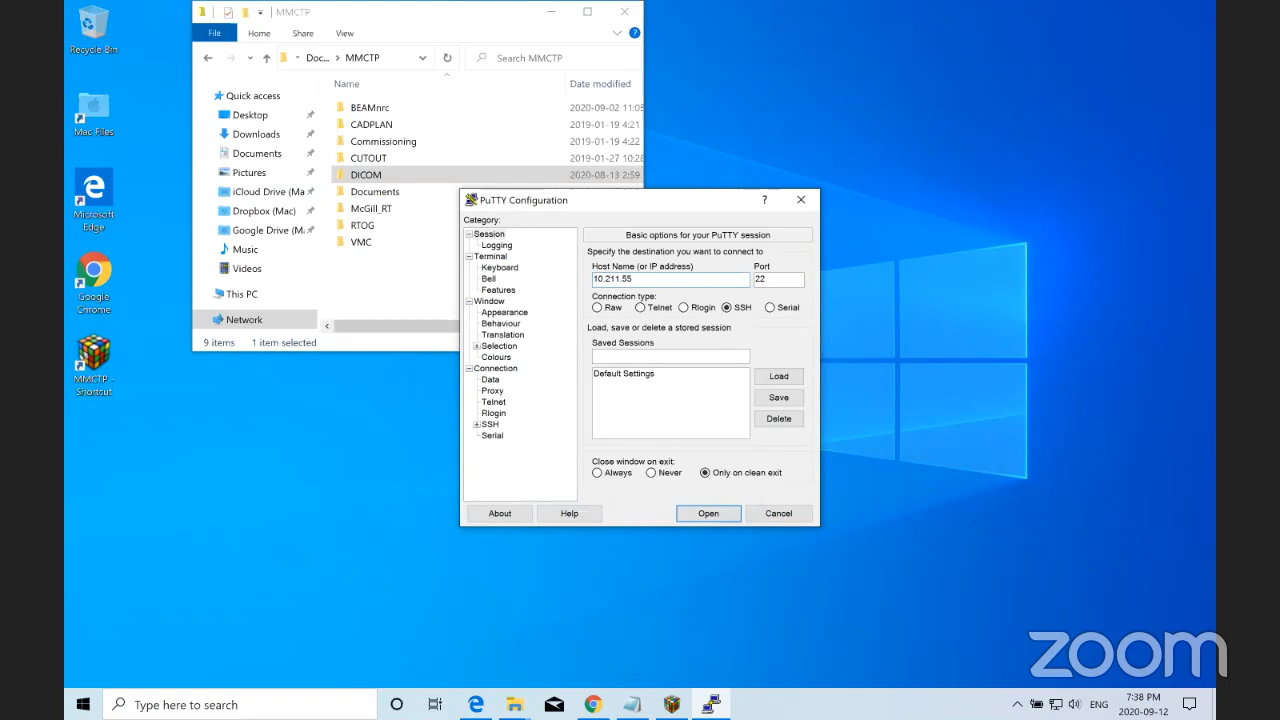 Recycle Bin
Mac Files
Microsoft
Edge
Google
Chrome
MMCTP -
Shortcut
MMCTP
File
Home
Share
View
Doc...
MMCTP
Search MMCTP
Name
Date modified
Quick access
Desktop
Downloads
Documents
Pictures
iCloud Drive (Ma
Dropbox (Mac)
Google Drive (M
Music
Videos
This PC
Network
BEAMnrc
2020-09-02 11:05
CADPLAN
2019-01-19 4:21
Commissioning
2019-01-19 4:22
CUTOUT
2019-01-27 10:28
DICOM
2020-08-13 2:59
Documents
McGill_RT
RTOG
VMC
9 items
1 item selected
PuTTY Configuration
?
Category:
Session
Logging
Terminal
Keyboard
Bell
Features
Window
Appearance
Behaviour
Translation
Selection
Colours
Connection
Data
Proxy
Telnet
Rlogin
SSH
Serial
Basic options for your PuTTY session
Specify the destination you want to connect to
Host Name (or IP address)
Port
10.211.55
22
Connection type:
Raw
Telnet
Rlogin
SSH
Serial
Load, save or delete a stored session
Saved Sessions
Default Settings
Load
Save
Delete
Close window on exit:
Always
Never
Only on clean exit
About
Help
Open
Cancel
zoom
Type here to search
ENG
7:38 PM
2020-09-12